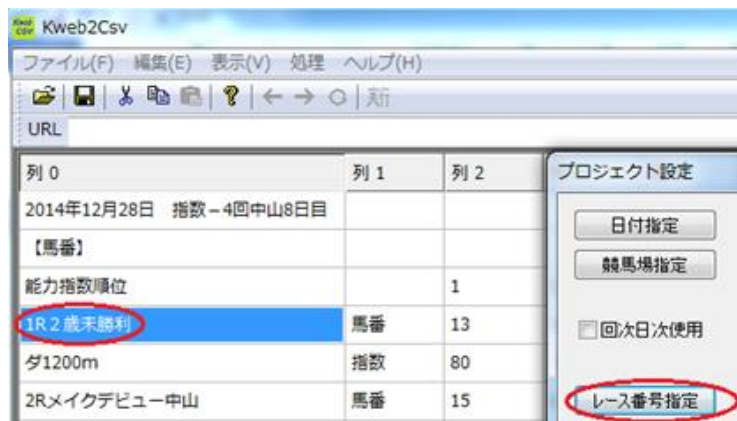 Kweb2Csv
ファイル(F) 編集(E) 表示(V) 処理 ヘルプ(H)
新
URL
列 0 列 1 列 2
2014年12月28日 指数－4回中山8日目
【馬番】
能力指数順位 1
1R２歳未勝利 馬番 13
ダ1200m 指数 80
2Rメイクデビュー中山 馬番 15
プロジェクト設定
日付指定
競馬場指定
回次日次使用
レース番号指定